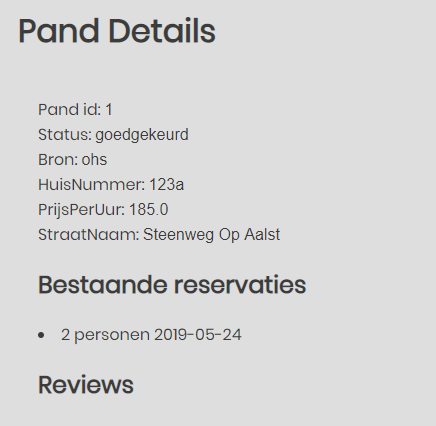 Pand Details
Pand id: 1
Status: goedgekeurd
Bron: ohs
HuisNummer: 123a
PrijsPerUur: 185.0
StraatNaam: Steenweg Op Aalst
Bestaande reservaties
• 2 personen 2019-05-24
Reviews